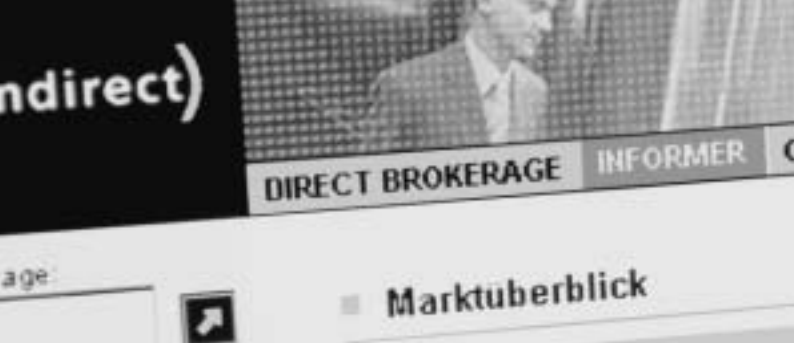 ndirect)
DIRECT BROKERAGE INFORMER
age:
Marktüberblick